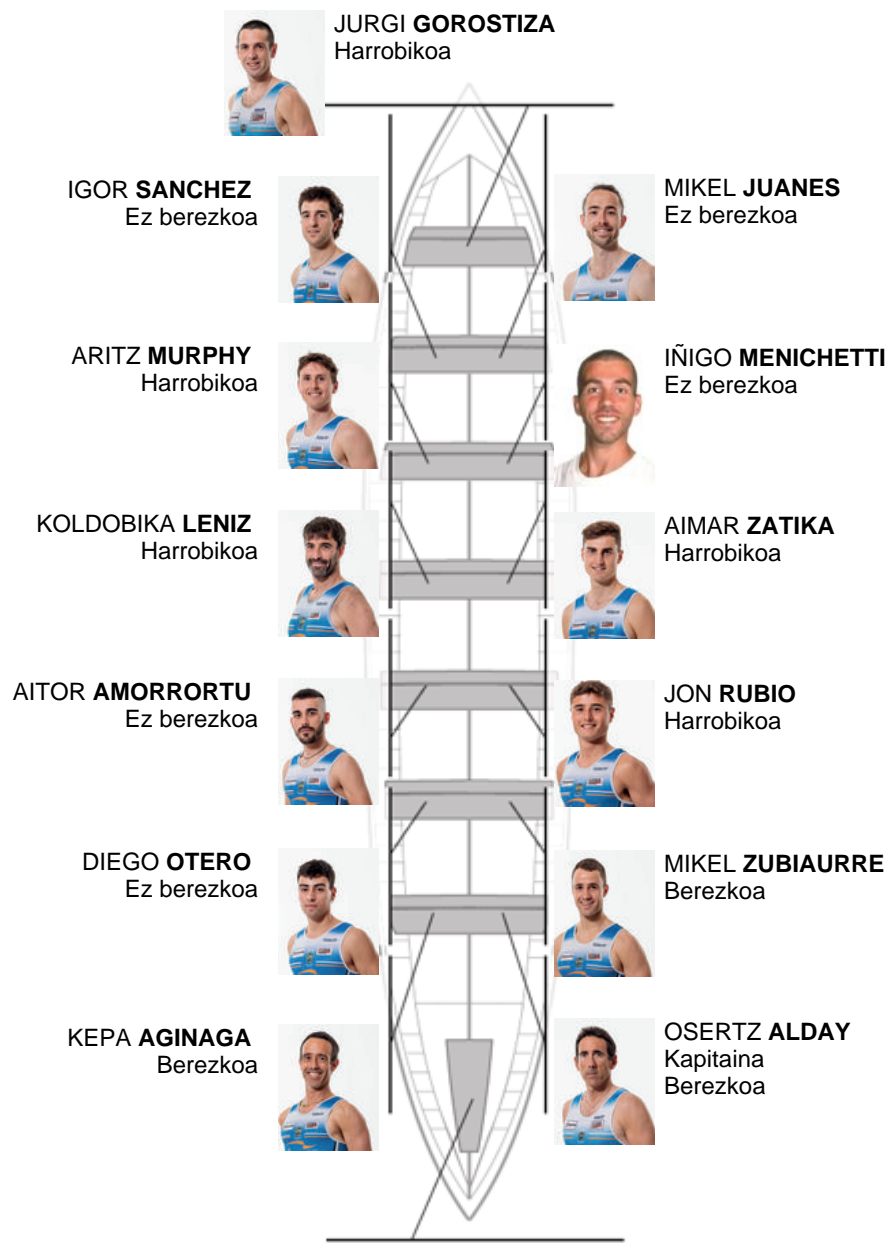 JURGI GOROSTIZA
Harrobikoa
IGOR SANCHEZ
Ez berezkoa
MIKEL JUANES
Ez berezkoa
ARITZ MURPHY
Harrobikoa
IÑIGO MENICHETTI
Ez berezkoa
KOLDOBIKA LENIZ
Harrobikoa
AIMAR ZATIKA
Harrobikoa
AITOR AMORRORTU
Ez berezkoa
JON RUBIO
Harrobikoa
DIEGO OTERO
Ez berezkoa
MIKEL ZUBIAURRE
Berezkoa
KEPA AGINAGA
Berezkoa
OSERTZ ALDAY
Kapitaina
Berezkoa